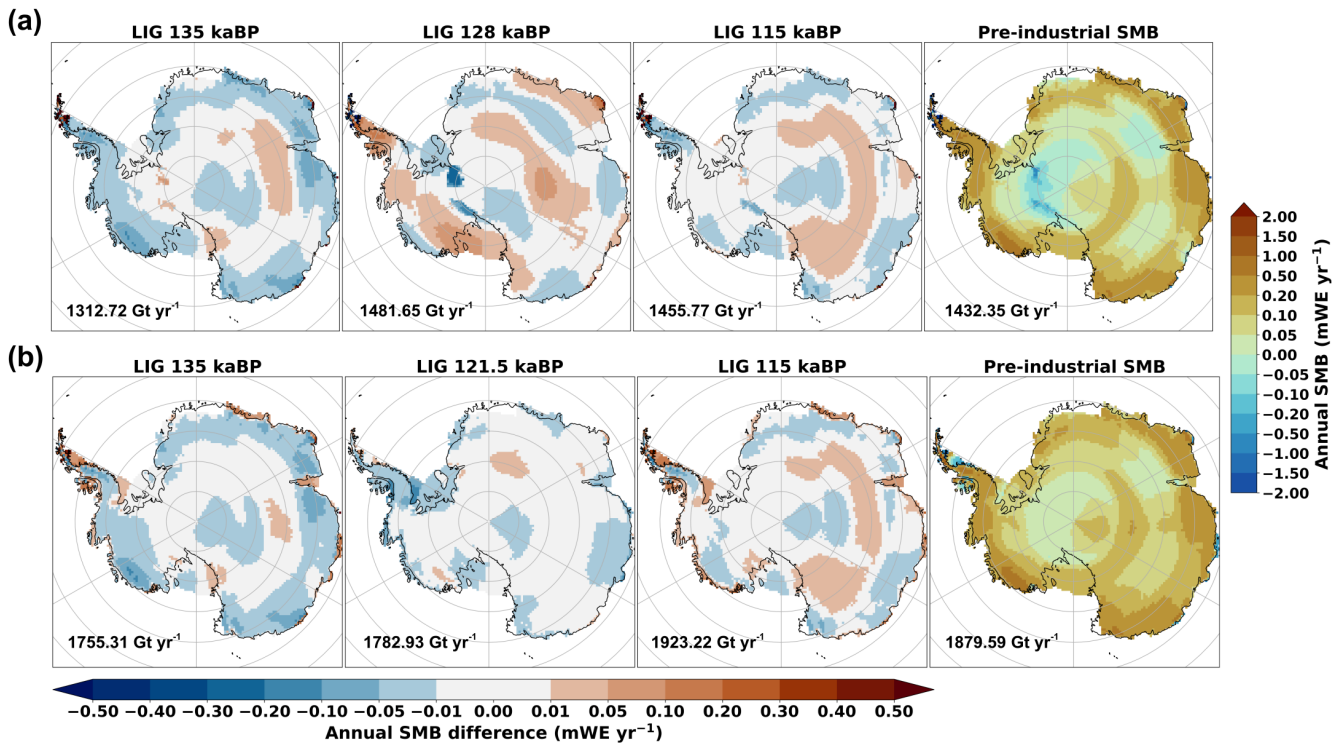 (a)
LIG 135 kaBP
LIG 128 kaBP
LIG 115 kaBP
Pre-industrial SMB
1312.72 Gt yr⁻¹
1481.65 Gt yr⁻¹
1455.77 Gt yr⁻¹
1432.35 Gt yr⁻¹
(b)
LIG 135 kaBP
LIG 121.5 kaBP
LIG 115 kaBP
Pre-industrial SMB
1755.31 Gt yr⁻¹
1782.93 Gt yr⁻¹
1923.22 Gt yr⁻¹
1879.59 Gt yr⁻¹
2.00
1.50
1.00
0.50
0.20
0.10
0.05
0.00
−0.05
−0.10
−0.20
−0.50
−1.00
−1.50
−2.00
Annual SMB (mWE yr⁻¹)
−0.50 −0.40 −0.30 −0.20 −0.10 −0.05 −0.01 0.00 0.01 0.05 0.10 0.20 0.30 0.40 0.50
Annual SMB difference (mWE yr⁻¹)